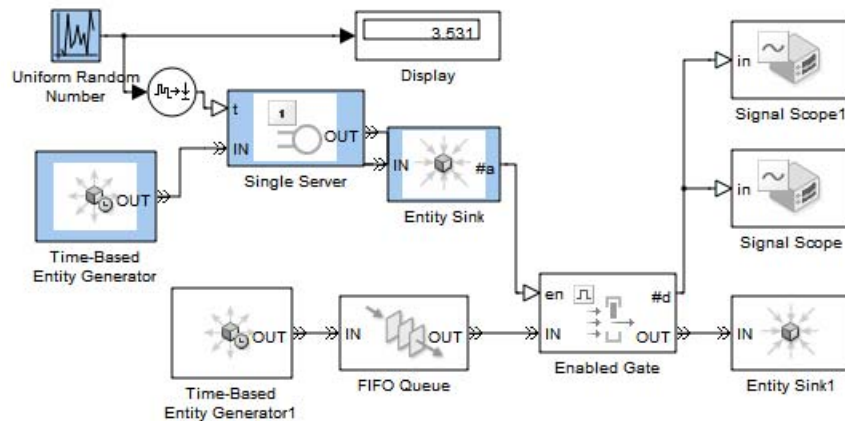 3.531
Display
Uniform Random
Number
t
1
IN
OUT
Single Server
IN
#a
Entity Sink
OUT
Time-Based
Entity Generator
in
Signal Scope1
in
Signal Scope
OUT
Time-Based
Entity Generator1
IN
OUT
FIFO Queue
en
#d
IN
OUT
Enabled Gate
IN
Entity Sink1